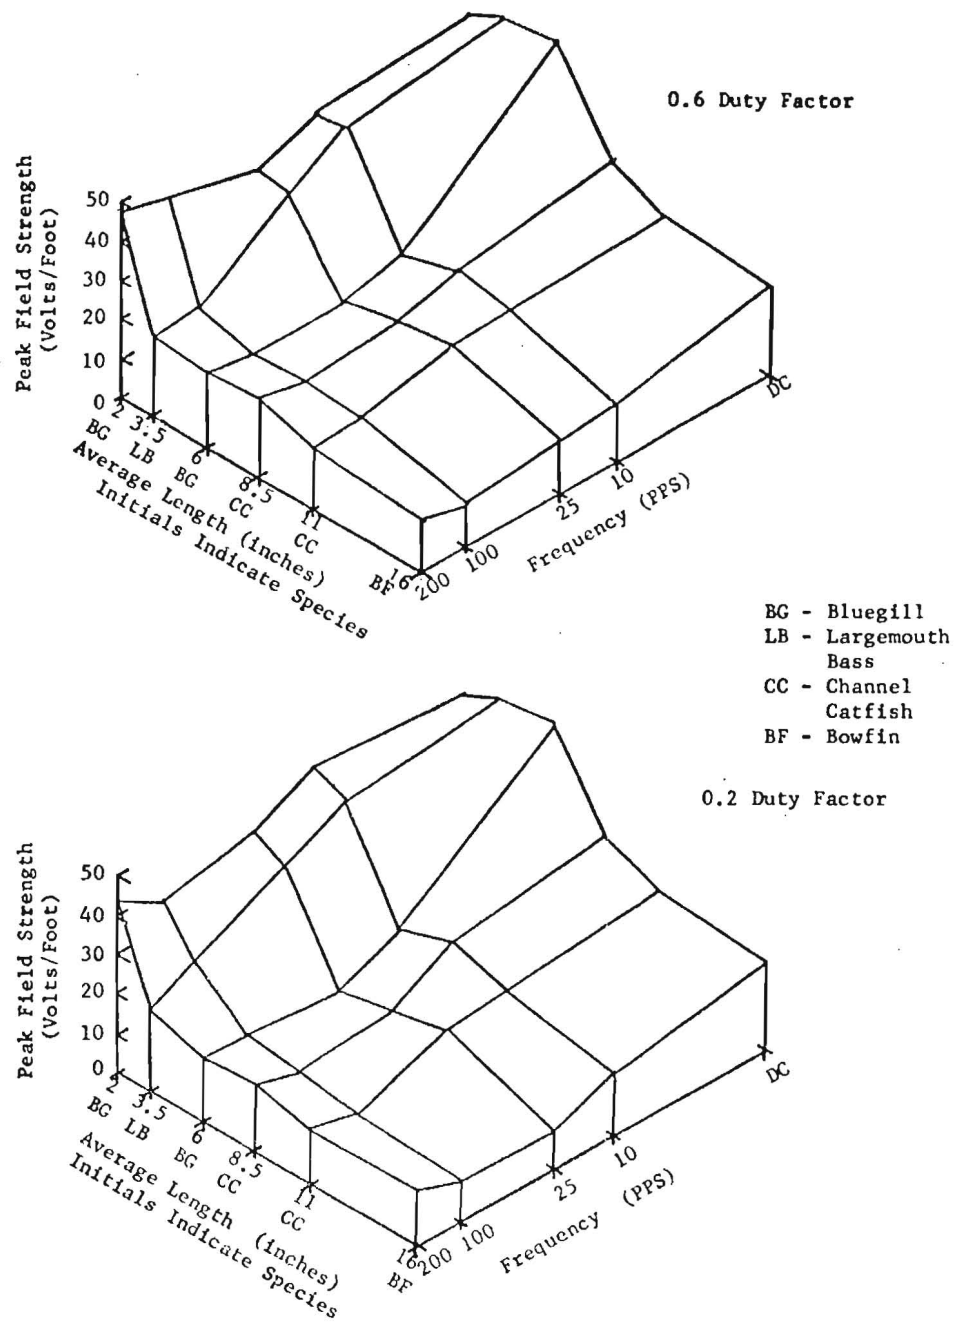 0.6 Duty Factor
Peak Field Strength
(Volts/Foot)
50
40
30
20
10
0
2 3.5 6 8.5 11 16
BG LB BG CC CC BF
Average Length (inches)
Initials Indicate Species
200 100 25 10 DC
Frequency (PPS)
BG - Bluegill
LB - Largemouth
Bass
CC - Channel
Catfish
BF - Bowfin
0.2 Duty Factor
Peak Field Strength
(Volts/Foot)
50
40
30
20
10
0
2 3.5 6 8.5 11 16
BG LB BG CC CC BF
Average Length (inches)
Initials Indicate Species
200 100 25 10 DC
Frequency (PPS)